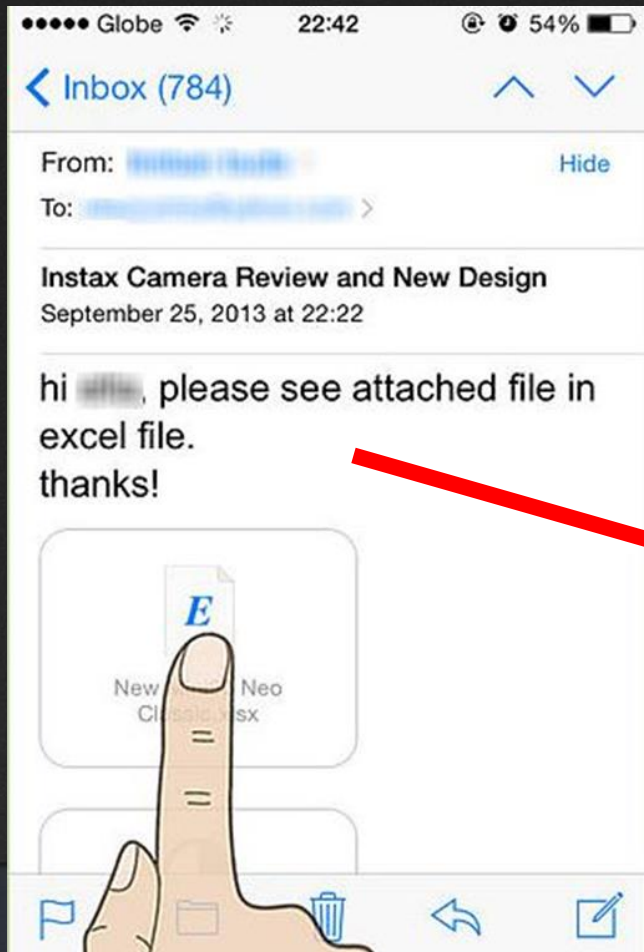 Globe 22:42 54%
Inbox (784)
From: Hide
To:
Instax Camera Review and New Design
September 25, 2013 at 22:22
hi , please see attached file in
excel file.
thanks!
E
New Neo
sx